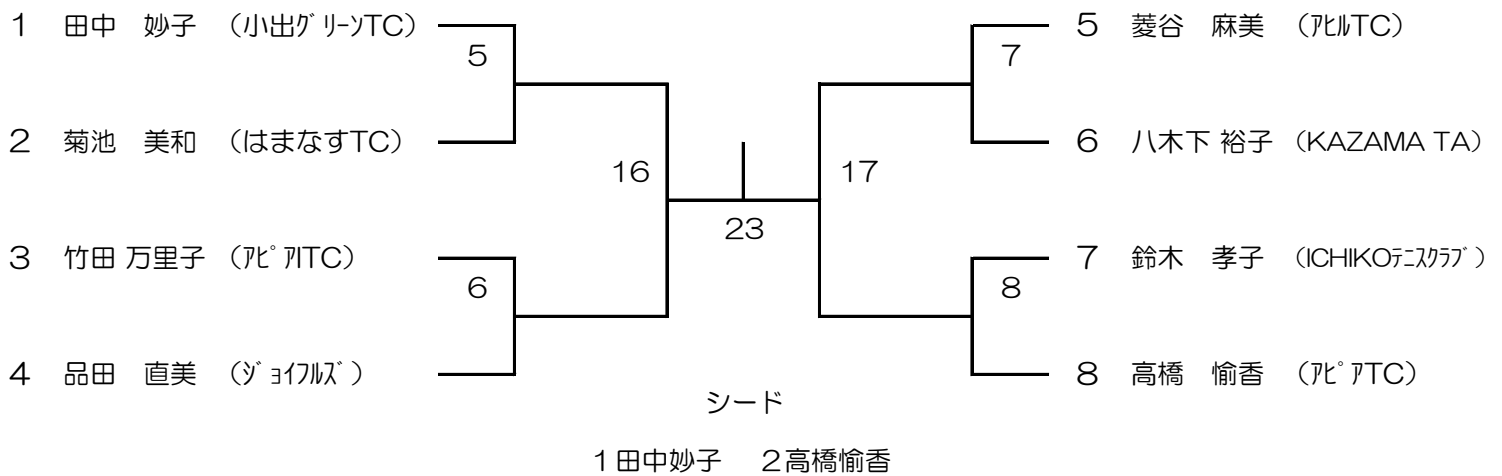 1 田中 妙子 （小出ｸﾞﾘｰﾝTC）
5
2 菊池 美和 （はまなすTC）
16
3 竹田 万里子 （ｱﾋﾟｱITC）
6
4 品田 直美 （ｼﾞｮｲﾌﾙｽﾞ）
23
5 菱谷 麻美 （ｱﾋﾙTC）
7
6 八木下 裕子 （KAZAMA TA）
17
7 鈴木 孝子 （ICHIKOﾃﾆｽｸﾗﾌﾞ）
8
8 高橋 愉香 （ｱﾋﾟｱTC）
シード
1田中妙子 2高橋愉香